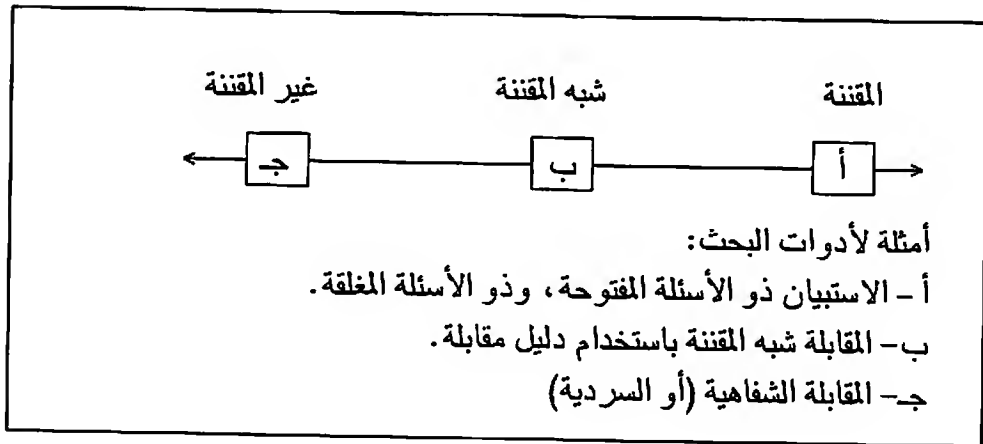 المقننة شبه المقننة غير المقننة
أ ب جـ
أمثلة لأدوات البحث:
أ – الاستبيان ذو الأسئلة المفتوحة، وذو الأسئلة المغلقة.
ب – المقابلة شبه المقننة باستخدام دليل مقابلة.
جـ – المقابلة الشفاهية (أو السردية)